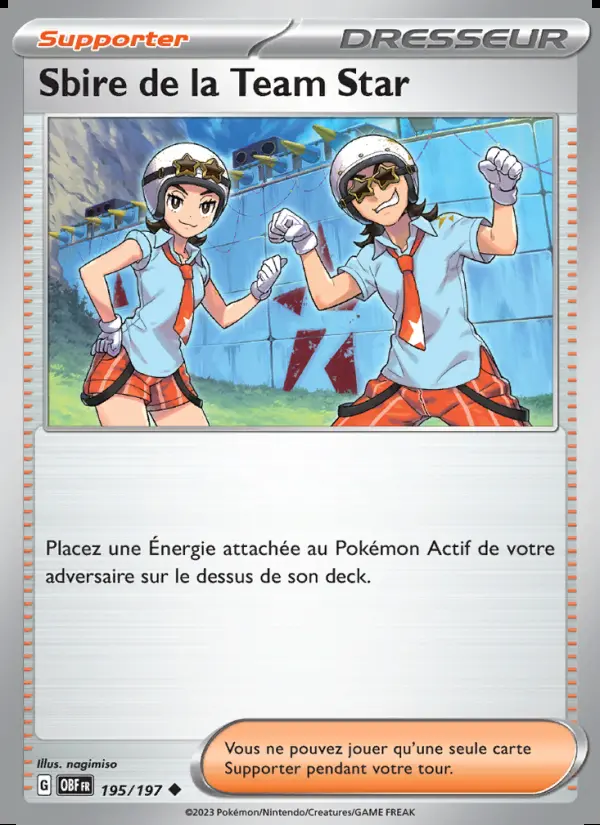 Supporter
DRESSEUR
Sbire de la Team Star
Placez une Énergie attachée au Pokémon Actif de votre
adversaire sur le dessus de son deck.
Vous ne pouvez jouer qu'une seule carte
Supporter pendant votre tour.
Illus. nagimiso
G OBF FR 195/197
©2023 Pokémon/Nintendo/Creatures/GAME FREAK